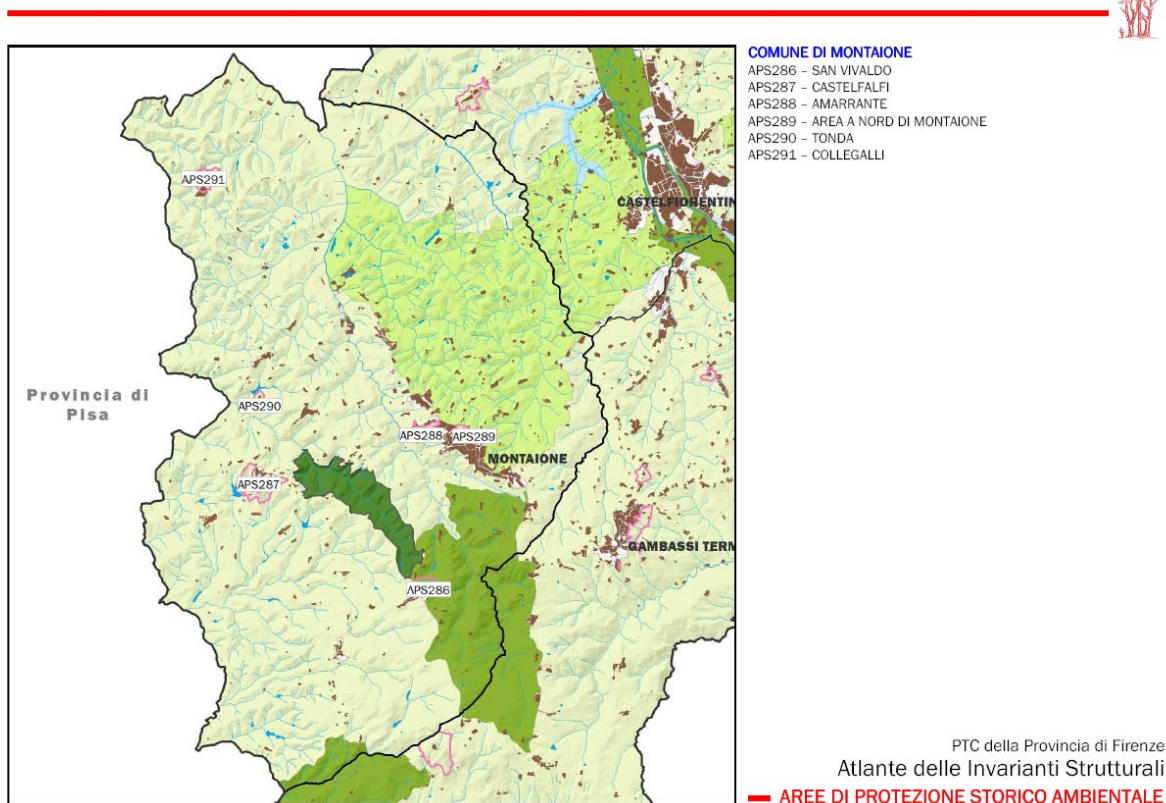 COMUNE DI MONTAIONE
APS286 – SAN VIVALDO
APS287 – CASTELFALFI
APS288 – AMARRANTE
APS289 – AREA A NORD DI MONTAIONE
APS290 – TONDA
APS291 – COLLEGALLI
APS291
CASTELFIORENTIN
Provincia di
Pisa
APS290
APS288
APS289
MONTAIONE
APS287
GAMBASSI TERM
APS286
PTC della Provincia di Firenze
Atlante delle Invarianti Strutturali
AREE DI PROTEZIONE STORICO AMBIENTALE